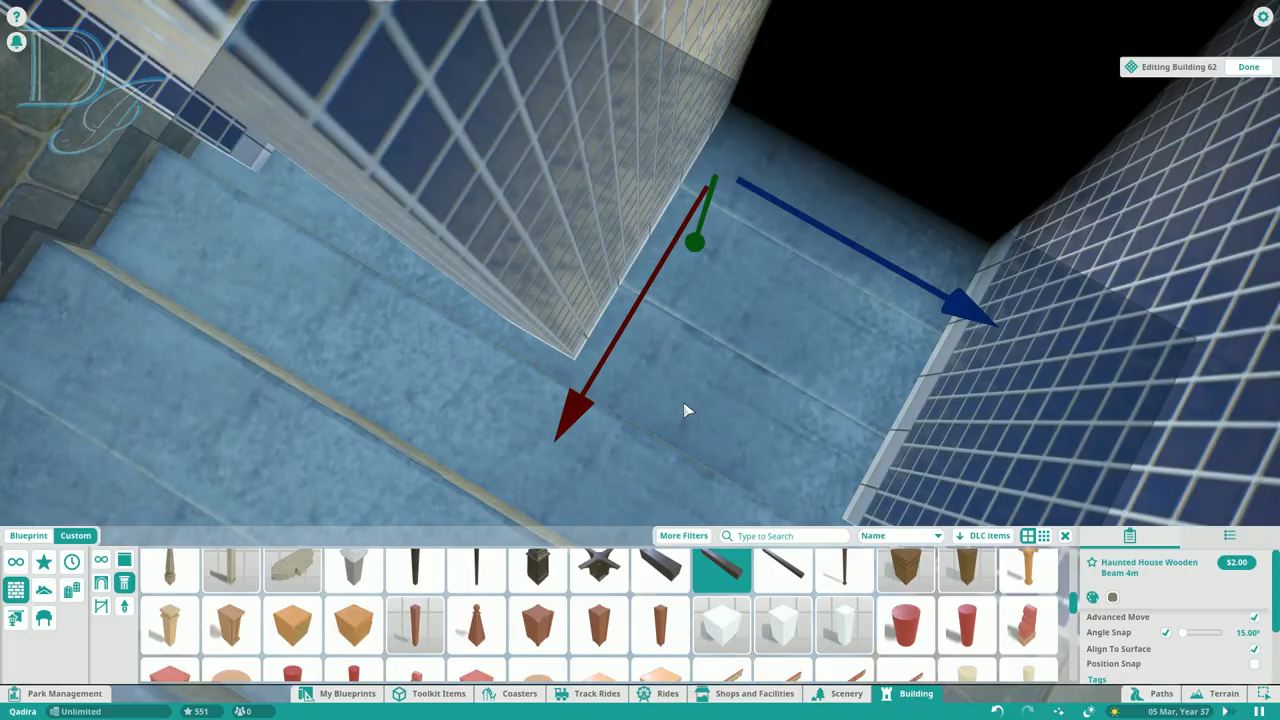 ?
Editing Building 62 Done
Blueprint Custom
More Filters Type to Search Name DLC items
Haunted House Wooden $2.00
Beam 4m
Advanced Move
Angle Snap 15.00°
Align To Surface
Position Snap
Tags
Park Management My Blueprints Toolkit Items Coasters Track Rides Rides Shops and Facilities Scenery Building Paths Terrain
Qadira Unlimited 551 0 05 Mar, Year 37